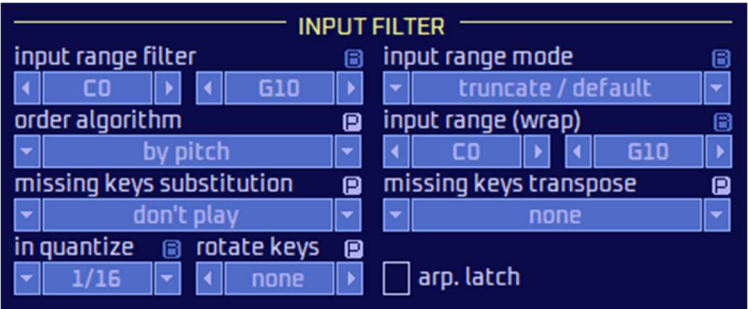 INPUT FILTER
input range filter
C0 G10
input range mode
truncate / default
order algorithm P
by pitch
input range (wrap)
C0 G10
missing keys substitution P
don't play
missing keys transpose P
none
in quantize
1/16
rotate keys P
none
arp. latch